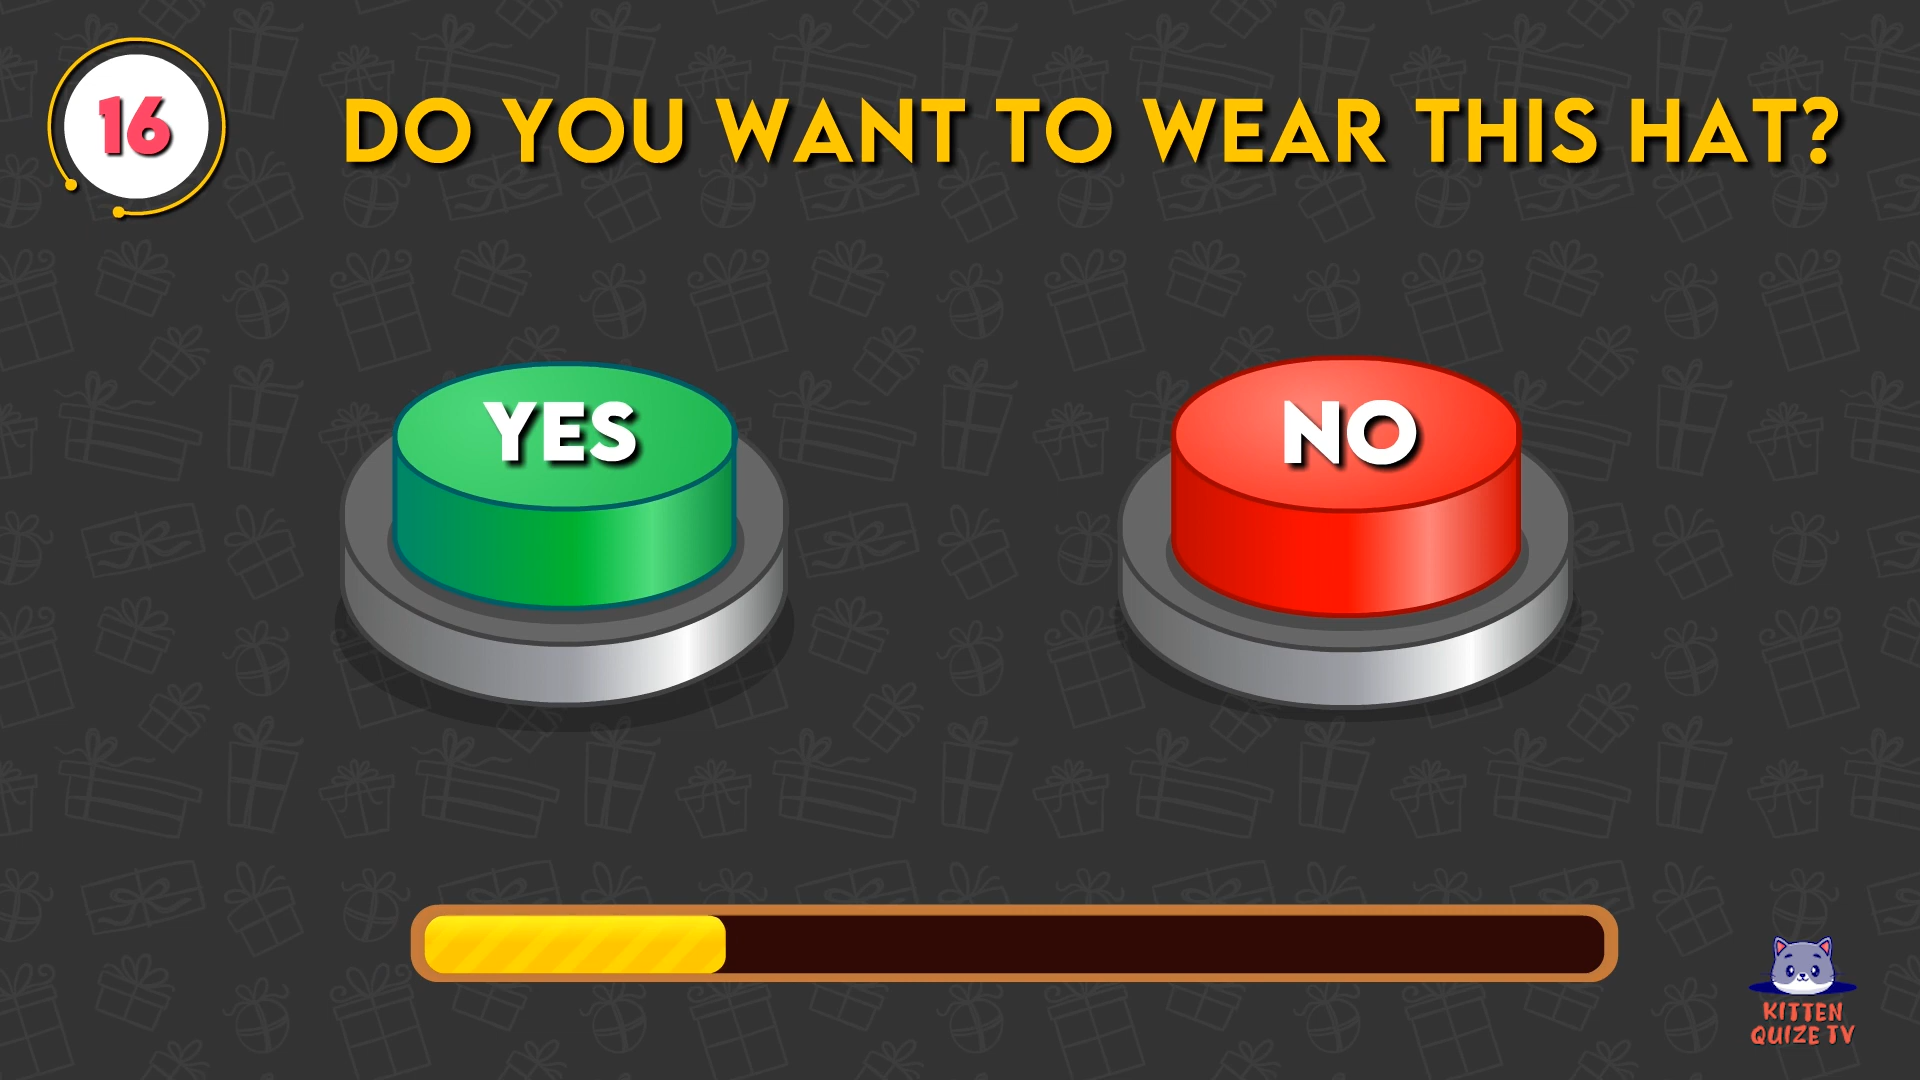 16
DO YOU WANT TO WEAR THIS HAT?
YES
NO
KITTEN
QUIZE TV